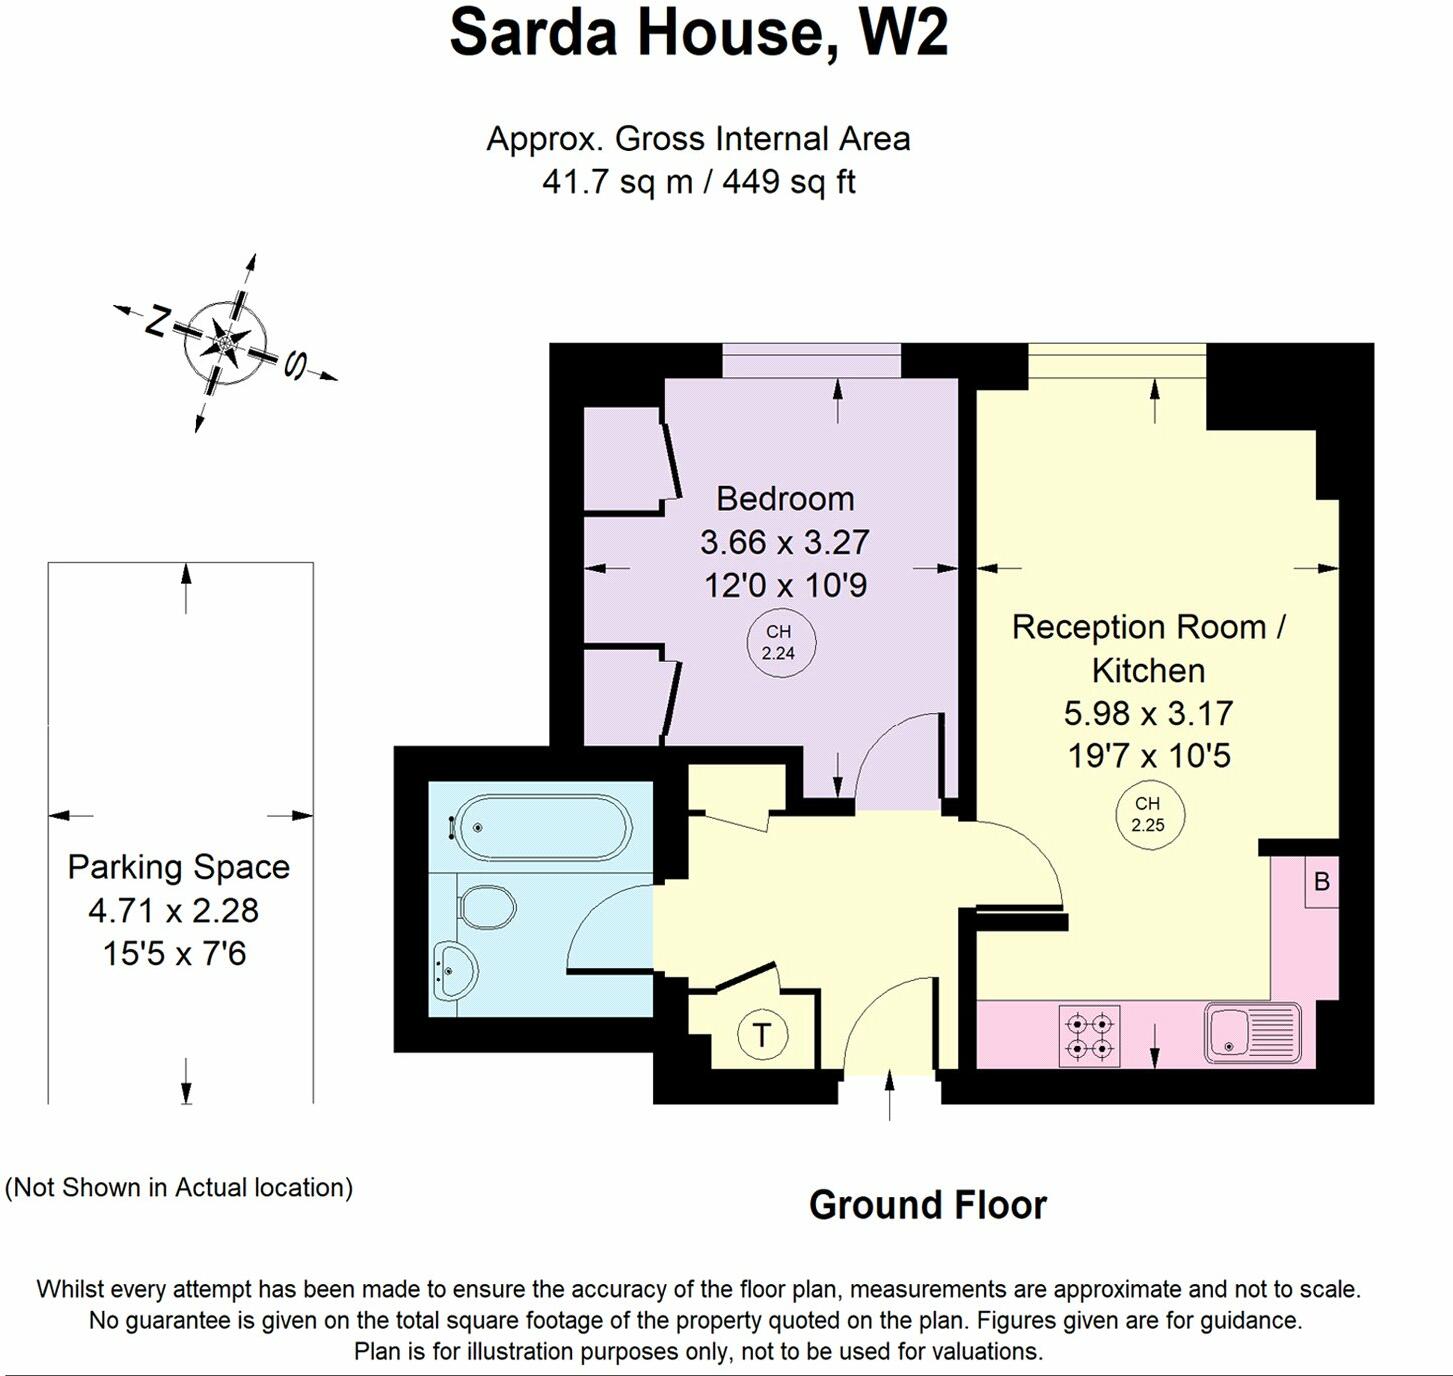 Sarda House, W2
Approx. Gross Internal Area
41.7 sq m / 449 sq ft
N
S
Bedroom
3.66 x 3.27
12'0 x 10'9
CH
2.24
Reception Room /
Kitchen
5.98 x 3.17
19'7 x 10'5
CH
2.25
B
T
Parking Space
4.71 x 2.28
15'5 x 7'6
(Not Shown in Actual location)
Ground Floor
Whilst every attempt has been made to ensure the accuracy of the floor plan, measurements are approximate and not to scale.
No guarantee is given on the total square footage of the property quoted on the plan. Figures given are for guidance.
Plan is for illustration purposes only, not to be used for valuations.